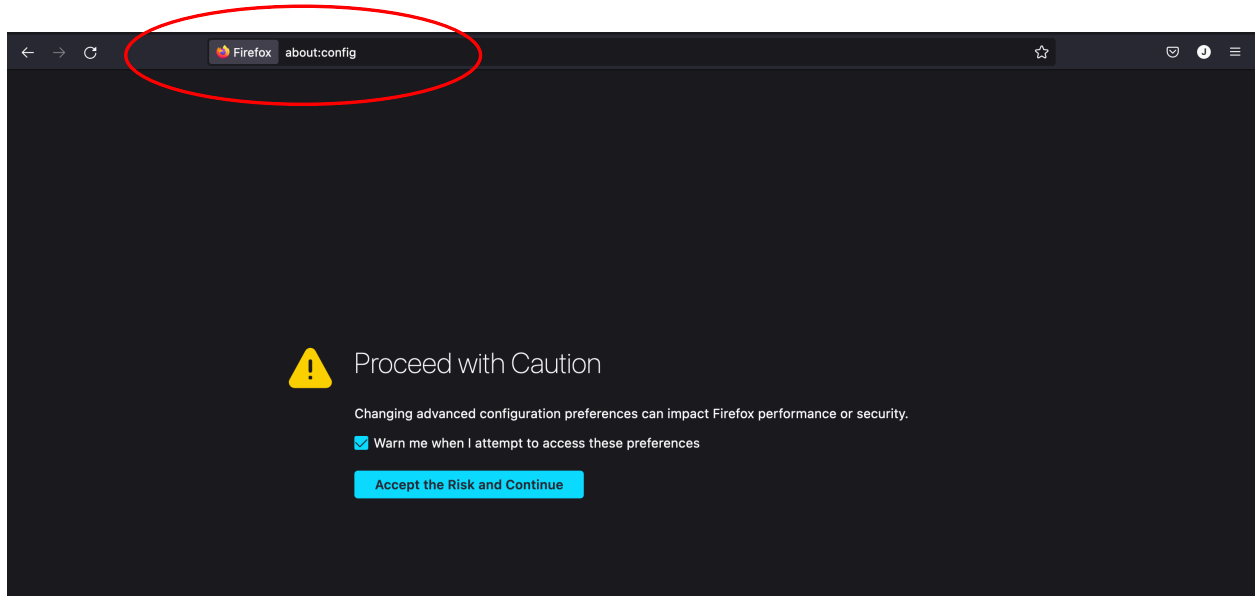 Firefox about:config
J
Proceed with Caution
Changing advanced configuration preferences can impact Firefox performance or security.
Warn me when I attempt to access these preferences
Accept the Risk and Continue